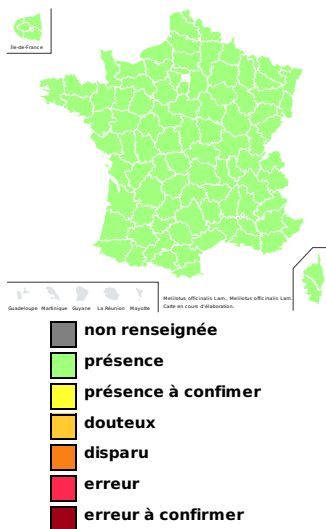 Île-de-France
Guadeloupe Martinique Guyane La Réunion Mayotte
Melilotus officinalis Lam., Melilotus officinalis Lam.
Carte en cours d'élaboration.
non renseignée
présence
présence à confimer
douteux
disparu
erreur
erreur à confirmer